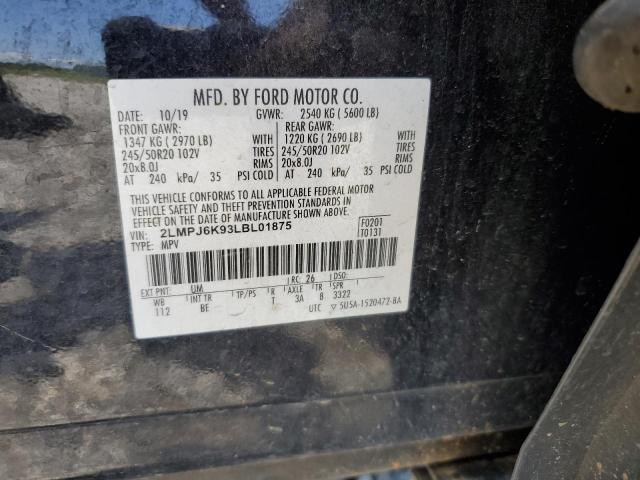 MFD. BY FORD MOTOR CO.
DATE: 10/19 GVWR: 2540 KG ( 5600 LB)
FRONT GAWR: REAR GAWR:
1347 KG ( 2970 LB) WITH 1220 KG ( 2690 LB) WITH
245/50R20 102V TIRES 245/50R20 102V TIRES
20x8.0J RIMS 20x8.0J RIMS
AT 240 kPa/ 35 PSI COLD AT 240 kPa/ 35 PSI COLD
THIS VEHICLE CONFORMS TO ALL APPLICABLE FEDERAL MOTOR
VEHICLE SAFETY AND THEFT PREVENTION STANDARDS IN
EFFECT ON THE DATE OF MANUFACTURE SHOWN ABOVE.
VIN: 2LMPJ6K93LBL01875 F0201
TYPE: MPV T0131
EXT PNT: UM RC: 26 DSO:
WB INT TR TP/PS R AXLE TR SPR
112 BE T 3A 8 3322
UTC ▽ 5U5A-1520472-BA